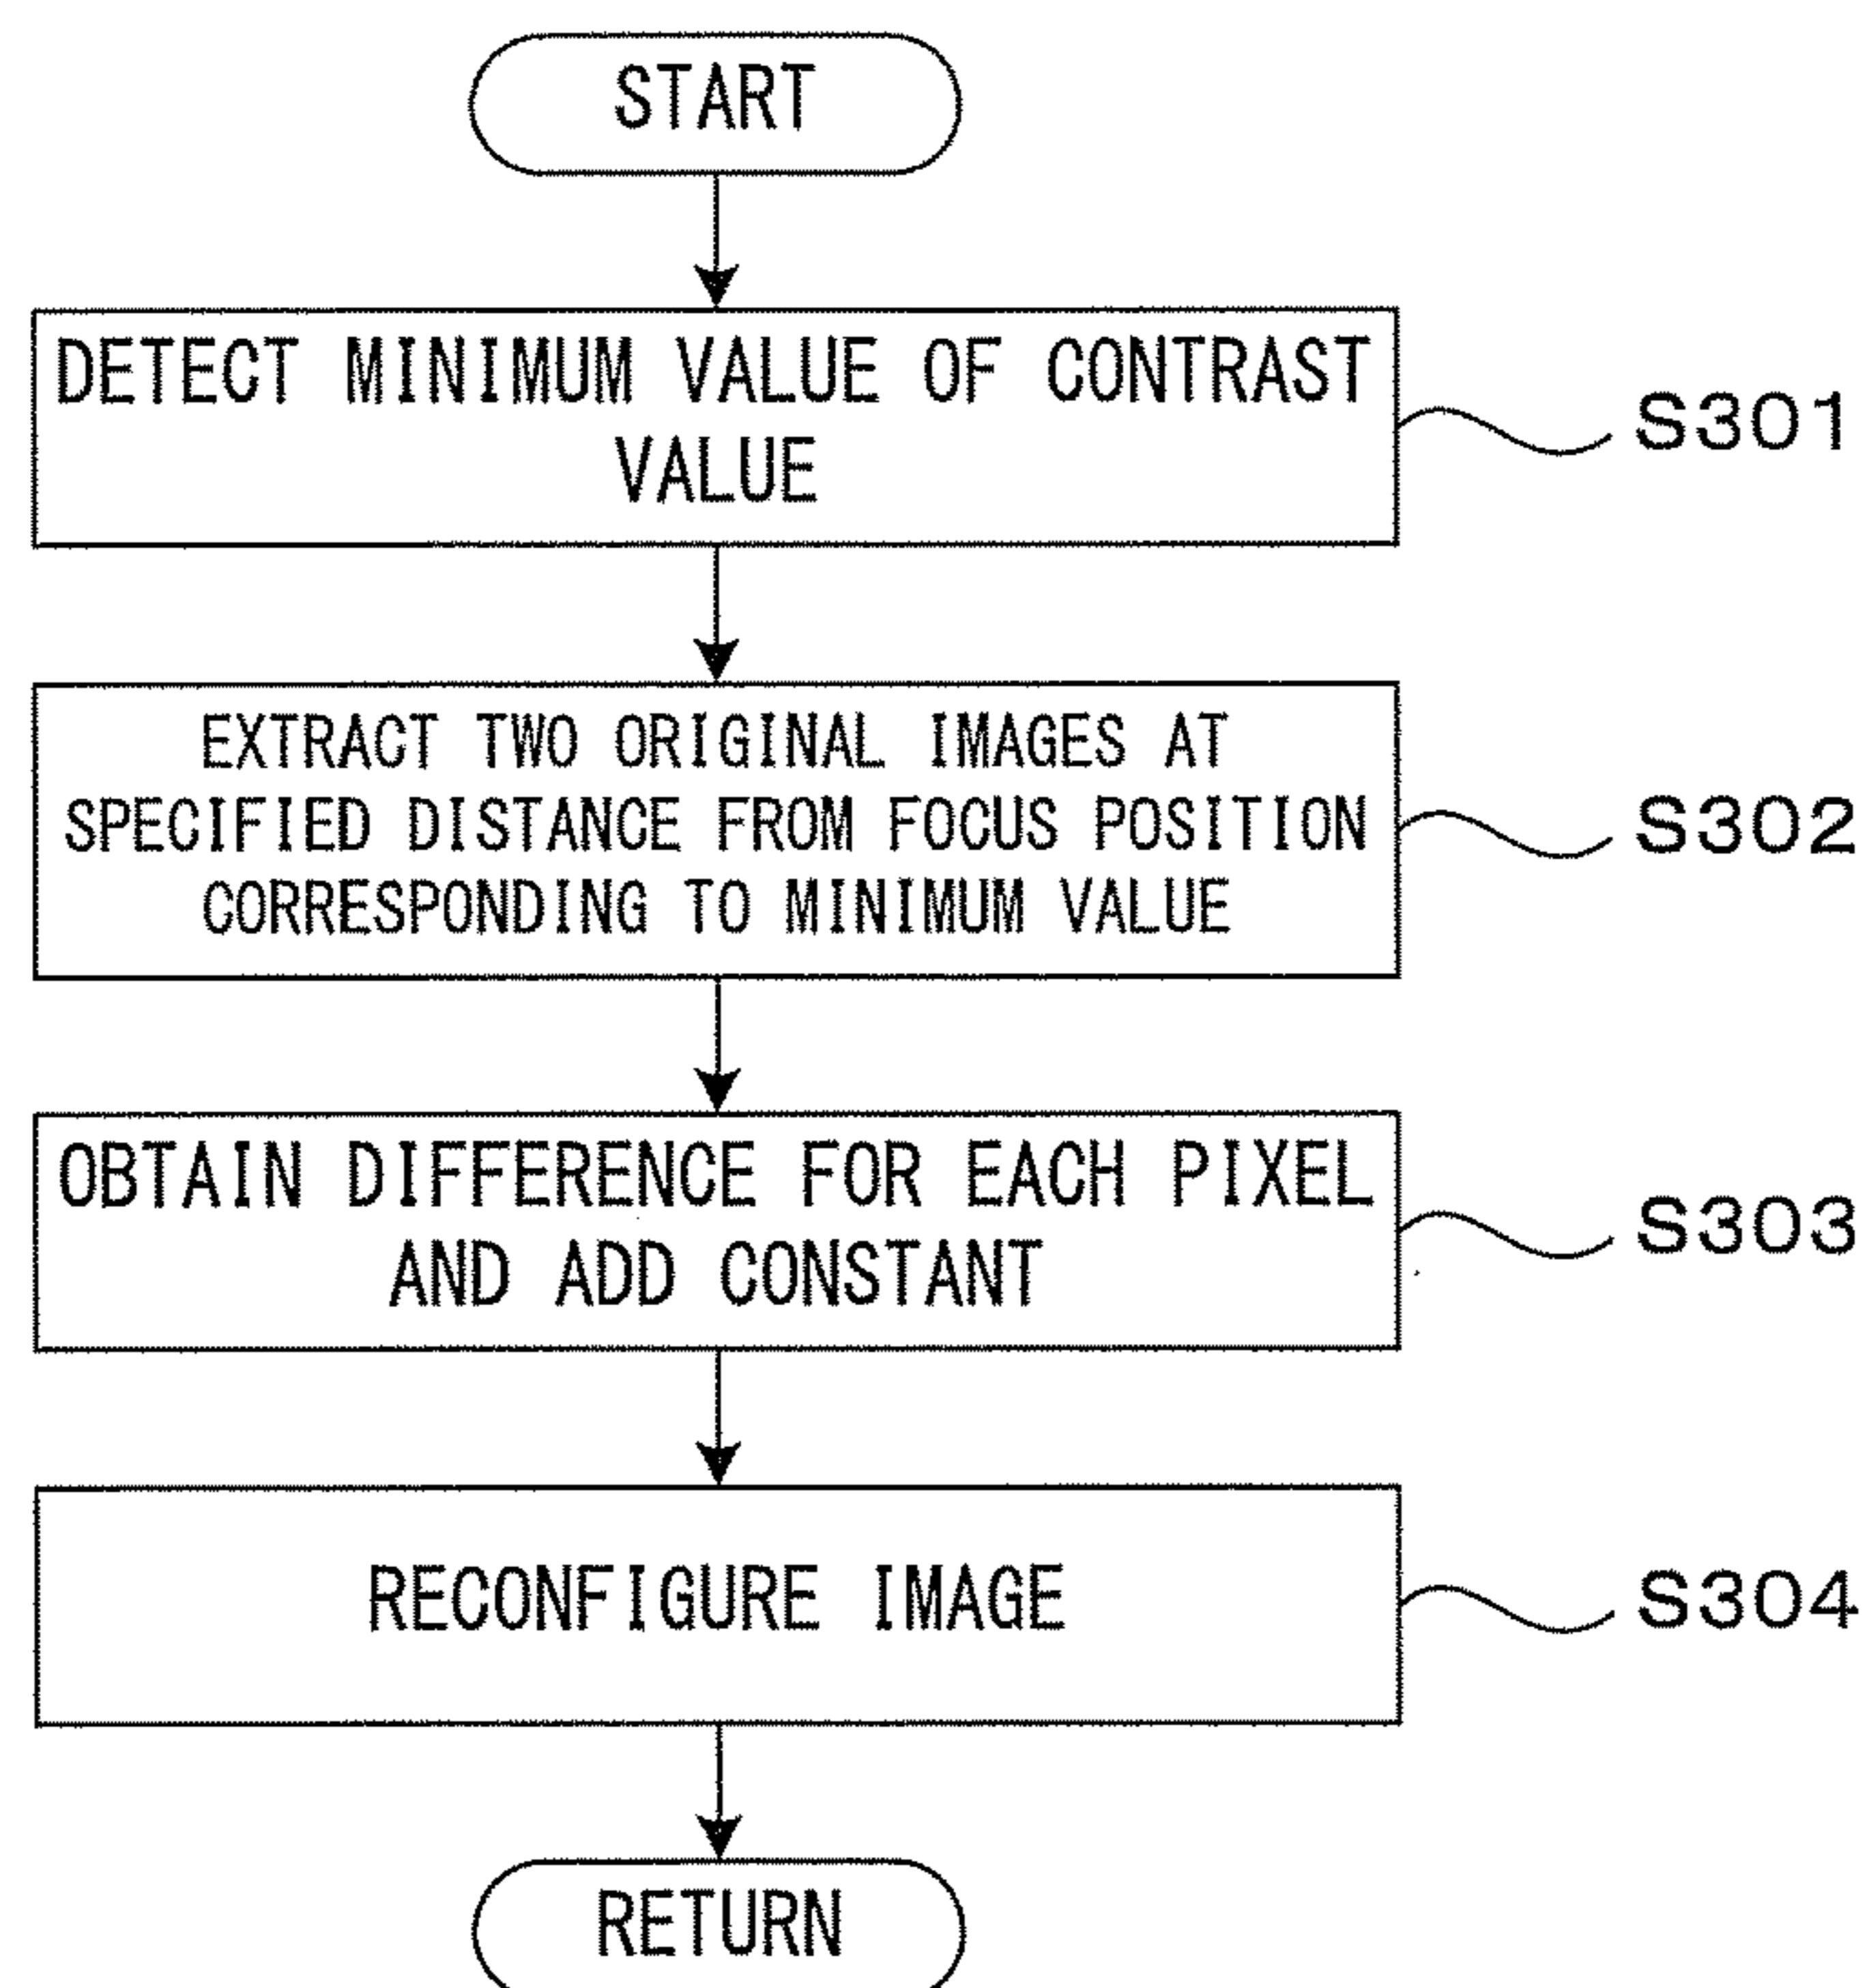 START
DETECT MINIMUM VALUE OF CONTRAST
VALUE
S301
EXTRACT TWO ORIGINAL IMAGES AT
SPECIFIED DISTANCE FROM FOCUS POSITION
CORRESPONDING TO MINIMUM VALUE
S302
OBTAIN DIFFERENCE FOR EACH PIXEL
AND ADD CONSTANT
S303
RECONFIGURE IMAGE
S304
RETURN